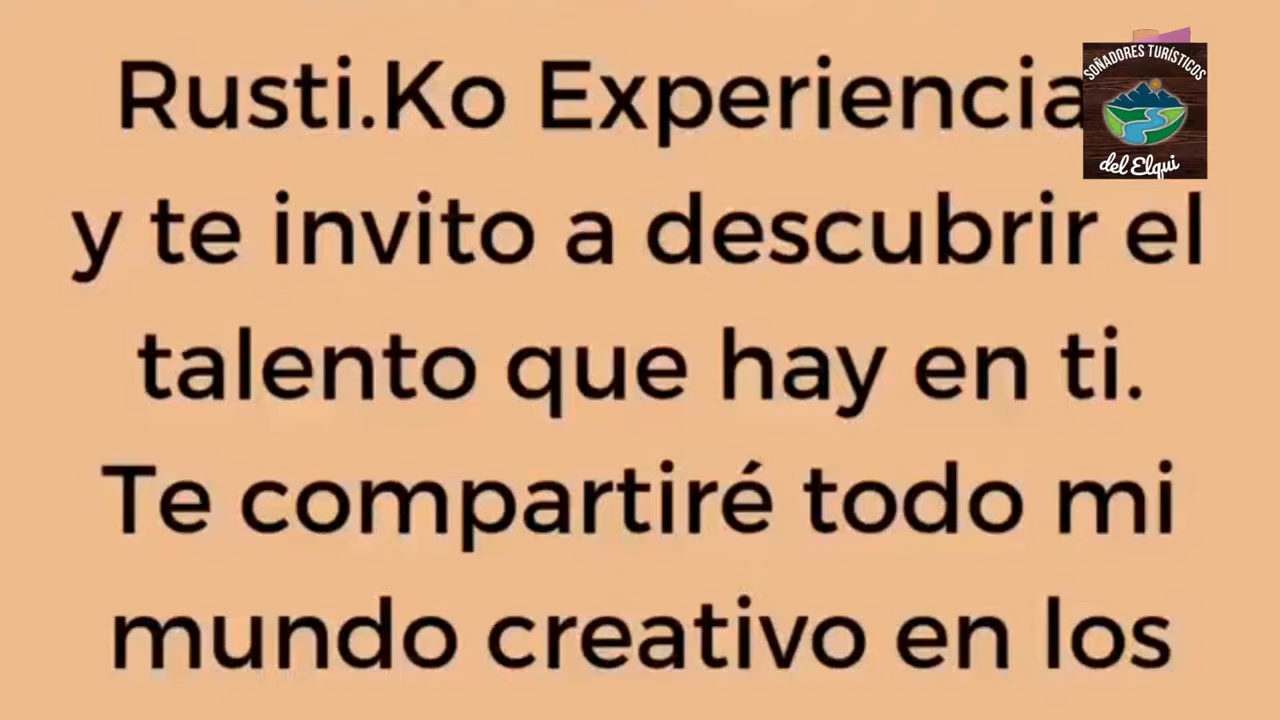 Rusti.Ko Experiencia
y te invito a descubrir el
talento que hay en ti.
Te compartiré todo mi
mundo creativo en los
SOÑADORES TURÍSTICOS
del Elqui